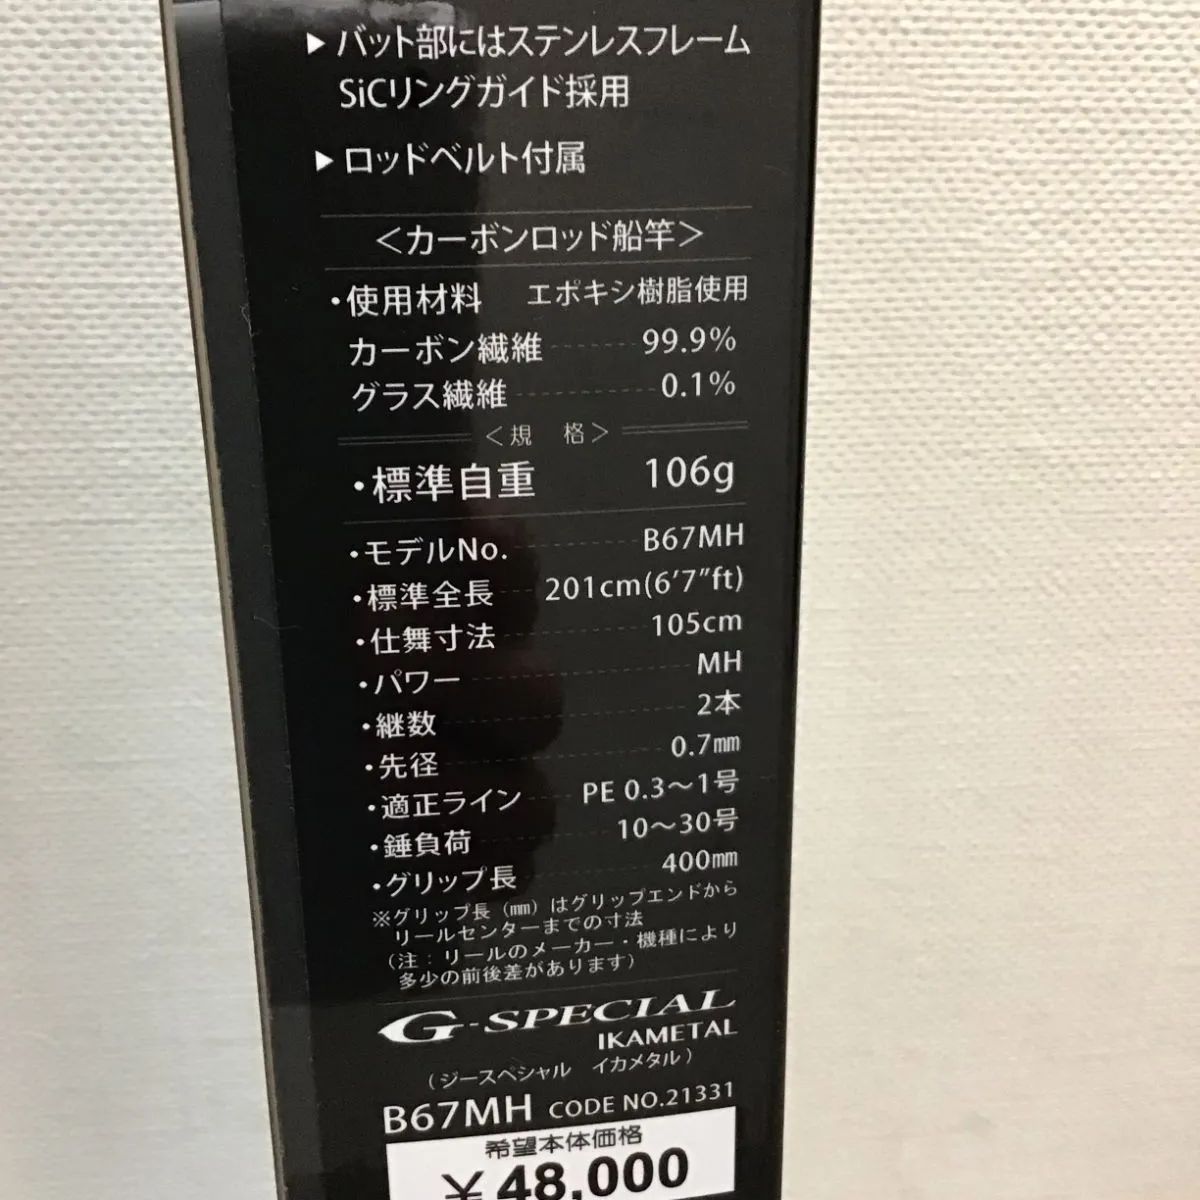 ▶バット部にはステンレスフレーム
SiCリングガイド採用
▶ロッドベルト付属
＜カーボンロッド船竿＞
・使用材料 エポキシ樹脂使用
カーボン繊維 99.9%
グラス繊維 0.1%
＜規 格＞
・標準自重 106g
・モデルNo. B67MH
・標準全長 201cm(6'7"ft)
・仕舞寸法 105cm
・パワー MH
・継数 2本
・先径 0.7㎜
・適正ライン PE 0.3〜1号
・錘負荷 10〜30号
・グリップ長 400㎜
※グリップ長（㎜）はグリップエンドから
リールセンターまでの寸法
（注：リールのメーカー・機種により
多少の前後差があります）
G-SPECIAL
IKAMETAL
（ジースペシャル イカメタル）
B67MH CODE NO.21331
希望本体価格
¥48,000